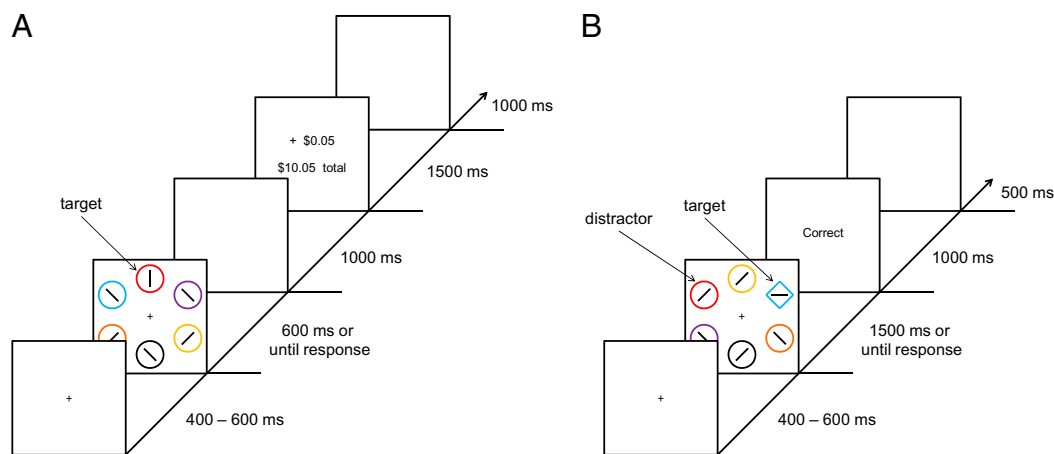 A
1000 ms
+ $0.05
$10.05 total
1500 ms
target
1000 ms
+
600 ms or
until response
+
400 – 600 ms
B
500 ms
target
distractor
Correct
1000 ms
+
1500 ms or
until response
+
400 – 600 ms